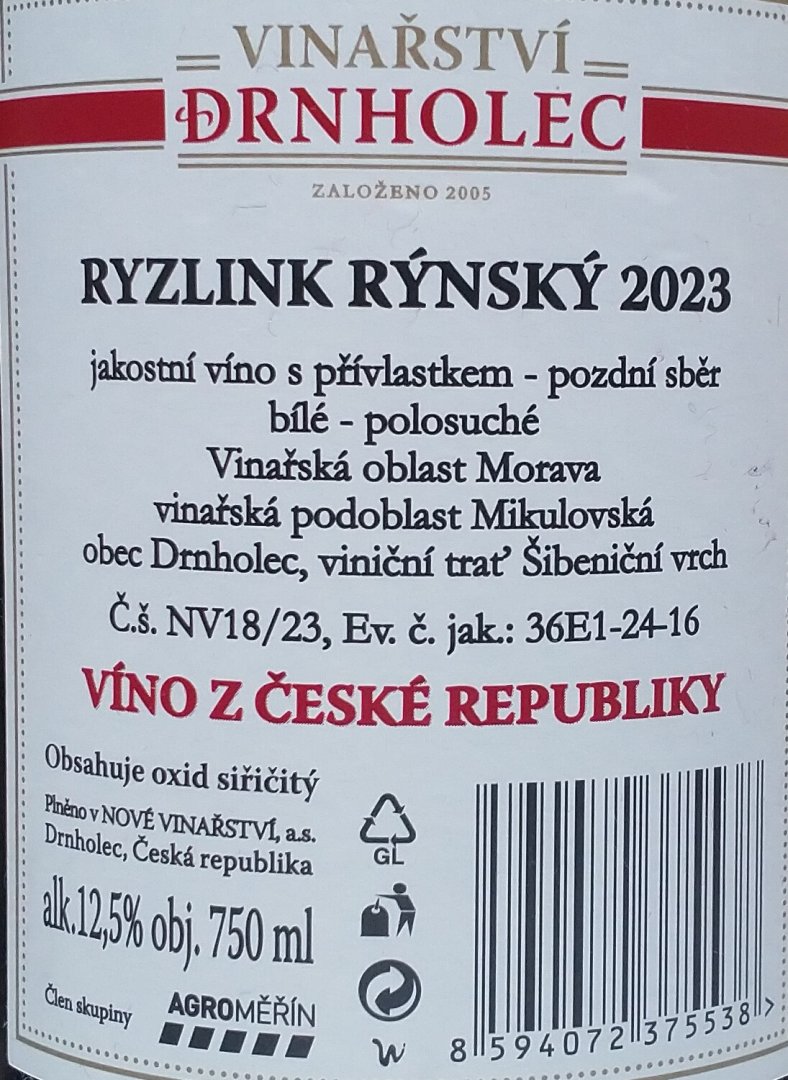 VINAŘSTVÍ
DRNHOLEC
ZALOŽENO 2005
RYZLINK RÝNSKÝ 2023
jakostní víno s přívlastkem - pozdní sběr
bílé - polosuché
Vinařská oblast Morava
vinařská podoblast Mikulovská
obec Drnholec, viniční trať Šibeniční vrch
Č.š. NV18/23, Ev. č. jak.: 36E1-24-16
VÍNO Z ČESKÉ REPUBLIKY
Obsahuje oxid siřičitý
Plněno v NOVÉ VINAŘSTVÍ, a.s.
Drnholec, Česká republika
alk.12,5% obj. 750 ml
Člen skupiny AGROMĚŘÍN
GL
W
8 594072 375538 >